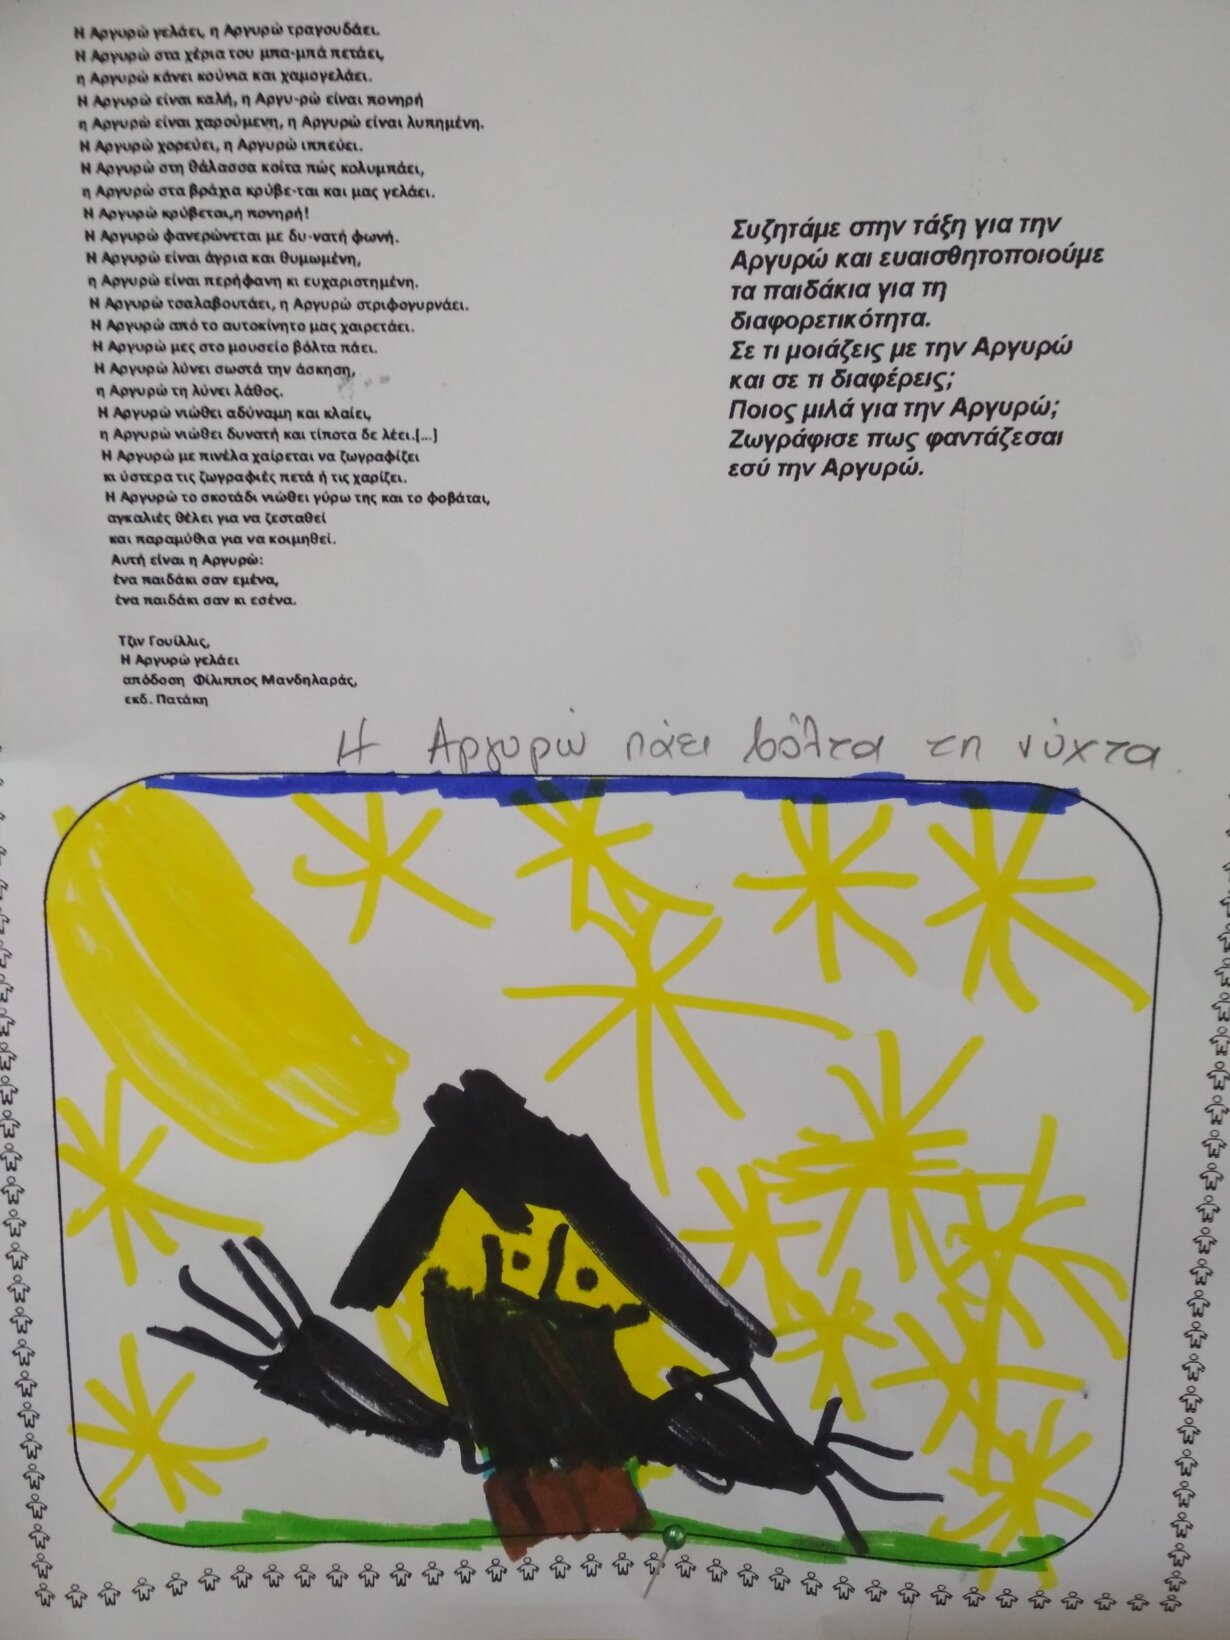 Η Αργυρώ γελάει, η Αργυρώ τραγουδάει.
Η Αργυρώ στα χέρια του μπα-μπά πετάει,
η Αργυρώ κάνει κούνια και χαμογελάει.
Η Αργυρώ είναι καλή, η Αργυ-ρώ είναι πονηρή
η Αργυρώ είναι χαρούμενη, η Αργυρώ είναι λυπημένη.
Η Αργυρώ χορεύει, η Αργυρώ ιππεύει.
Η Αργυρώ στη θάλασσα κοίτα πώς κολυμπάει,
η Αργυρώ στα βράχια κρύβε-ται και μας γελάει.
Η Αργυρώ κρύβεται,η πονηρή!
Η Αργυρώ φανερώνεται με δυ-νατή φωνή.
Η Αργυρώ είναι άγρια και θυμωμένη,
η Αργυρώ είναι περήφανη κι ευχαριστημένη.
Η Αργυρώ τσαλαβουτάει, η Αργυρώ στριφογυρνάει.
Η Αργυρώ από το αυτοκίνητο μας χαιρετάει.
Η Αργυρώ μες στο μουσείο βόλτα πάει.
Η Αργυρώ λύνει σωστά την άσκηση,
η Αργυρώ τη λύνει λάθος.
Η Αργυρώ νιώθει αδύναμη και κλαίει,
η Αργυρώ νιώθει δυνατή και τίποτα δε λέει.[...]
Η Αργυρώ με πινέλα χαίρεται να ζωγραφίζει
κι ύστερα τις ζωγραφιές πετά ή τις χαρίζει.
Η Αργυρώ το σκοτάδι νιώθει γύρω της και το φοβάται,
αγκαλιές θέλει για να ζεσταθεί
και παραμύθια για να κοιμηθεί.
Αυτή είναι η Αργυρώ:
ένα παιδάκι σαν εμένα,
ένα παιδάκι σαν κι εσένα.
Τζιν Γουίλλις,
Η Αργυρώ γελάει
απόδοση Φίλιππος Μανδηλαράς,
εκδ. Πατάκη
Συζητάμε στην τάξη για την
Αργυρώ και ευαισθητοποιούμε
τα παιδάκια για τη
διαφορετικότητα.
Σε τι μοιάζεις με την Αργυρώ
και σε τι διαφέρεις;
Ποιος μιλά για την Αργυρώ;
Ζωγράφισε πως φαντάζεσαι
εσύ την Αργυρώ.
Η Αργυρώ πάει βόλτα τη νύχτα